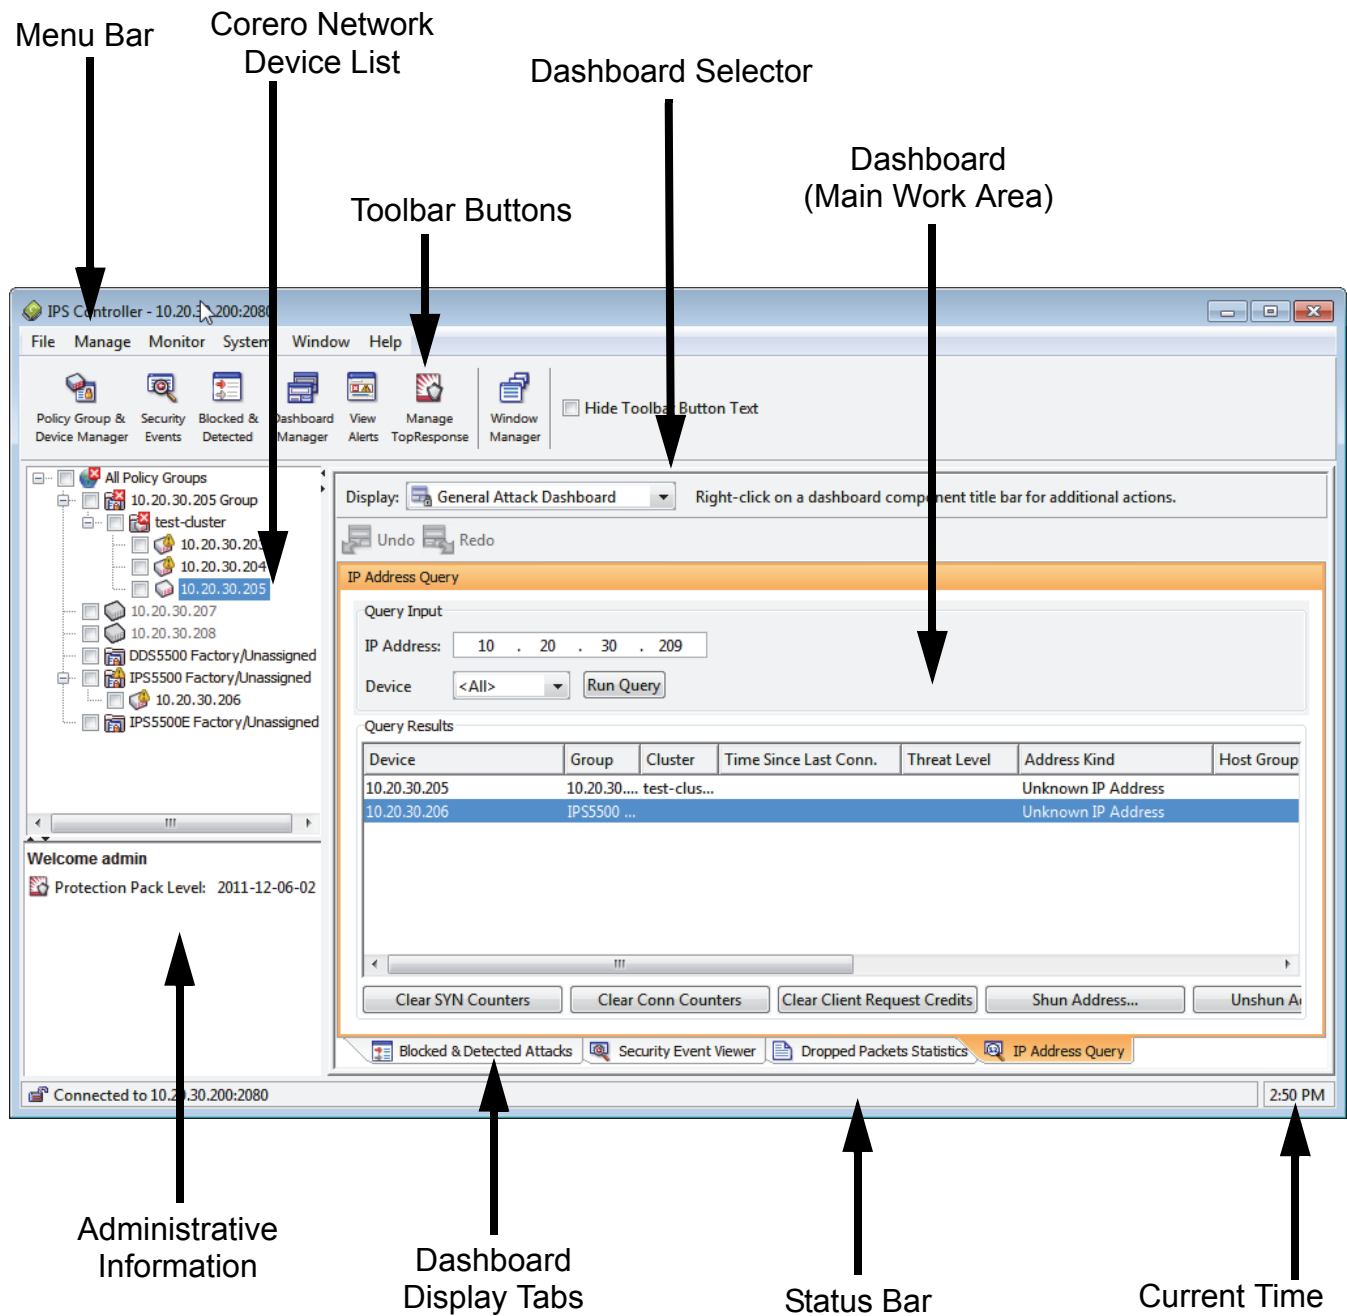 Menu Bar
Corero Network
Device List
Dashboard Selector
Dashboard
(Main Work Area)
Toolbar Buttons
IPS Controller - 10.20.30.200:2080
File Manage Monitor System Window Help
Policy Group &
Device Manager
Security
Events
Blocked &
Detected
Dashboard
Manager
View
Alerts
Manage
TopResponse
Window
Manager
Hide Toolbar Button Text
All Policy Groups
10.20.30.205 Group
test-cluster
10.20.30.203
10.20.30.204
10.20.30.205
10.20.30.207
10.20.30.208
DDS5500 Factory/Unassigned
IPS5500 Factory/Unassigned
10.20.30.206
IPS5500E Factory/Unassigned
Display: General Attack Dashboard Right-click on a dashboard component title bar for additional actions.
Undo Redo
IP Address Query
Query Input
IP Address: 10 . 20 . 30 . 209
Device <All> Run Query
Query Results
Device Group Cluster Time Since Last Conn. Threat Level Address Kind Host Group
10.20.30.205 10.20.30.... test-clus... Unknown IP Address
10.20.30.206 IPS5500 ... Unknown IP Address
Clear SYN Counters Clear Conn Counters Clear Client Request Credits Shun Address... Unshun A
Welcome admin
Protection Pack Level: 2011-12-06-02
Blocked & Detected Attacks Security Event Viewer Dropped Packets Statistics IP Address Query
Connected to 10.20.30.200:2080 2:50 PM
Administrative
Information
Dashboard
Display Tabs
Status Bar
Current Time